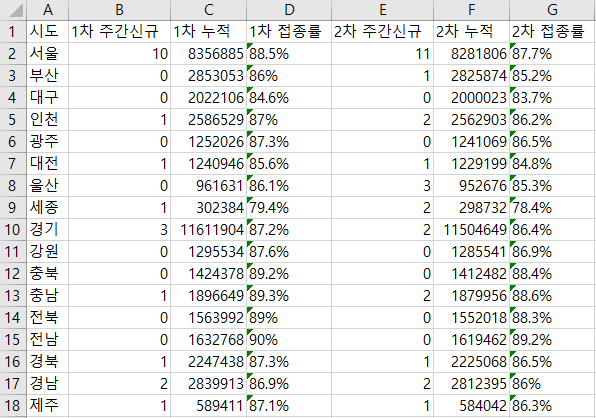 A B C D E F G
1 시도 1차 주간신규 1차 누적 1차 접종률 2차 주간신규 2차 누적 2차 접종률
2 서울 10 8356885 88.5% 11 8281806 87.7%
3 부산 0 2853053 86% 1 2825874 85.2%
4 대구 0 2022106 84.6% 0 2000023 83.7%
5 인천 1 2586529 87% 2 2562903 86.2%
6 광주 0 1252026 87.3% 0 1241069 86.5%
7 대전 1 1240946 85.6% 1 1229199 84.8%
8 울산 0 961631 86.1% 3 952676 85.3%
9 세종 1 302384 79.4% 2 298732 78.4%
10 경기 3 11611904 87.2% 2 11504649 86.4%
11 강원 0 1295534 87.6% 0 1285541 86.9%
12 충북 0 1424378 89.2% 0 1412482 88.4%
13 충남 1 1896649 89.3% 2 1879956 88.6%
14 전북 0 1563992 89% 0 1552018 88.3%
15 전남 0 1632768 90% 0 1619462 89.2%
16 경북 1 2247438 87.3% 1 2225068 86.5%
17 경남 2 2839913 86.9% 2 2812395 86%
18 제주 1 589411 87.1% 1 584042 86.3%